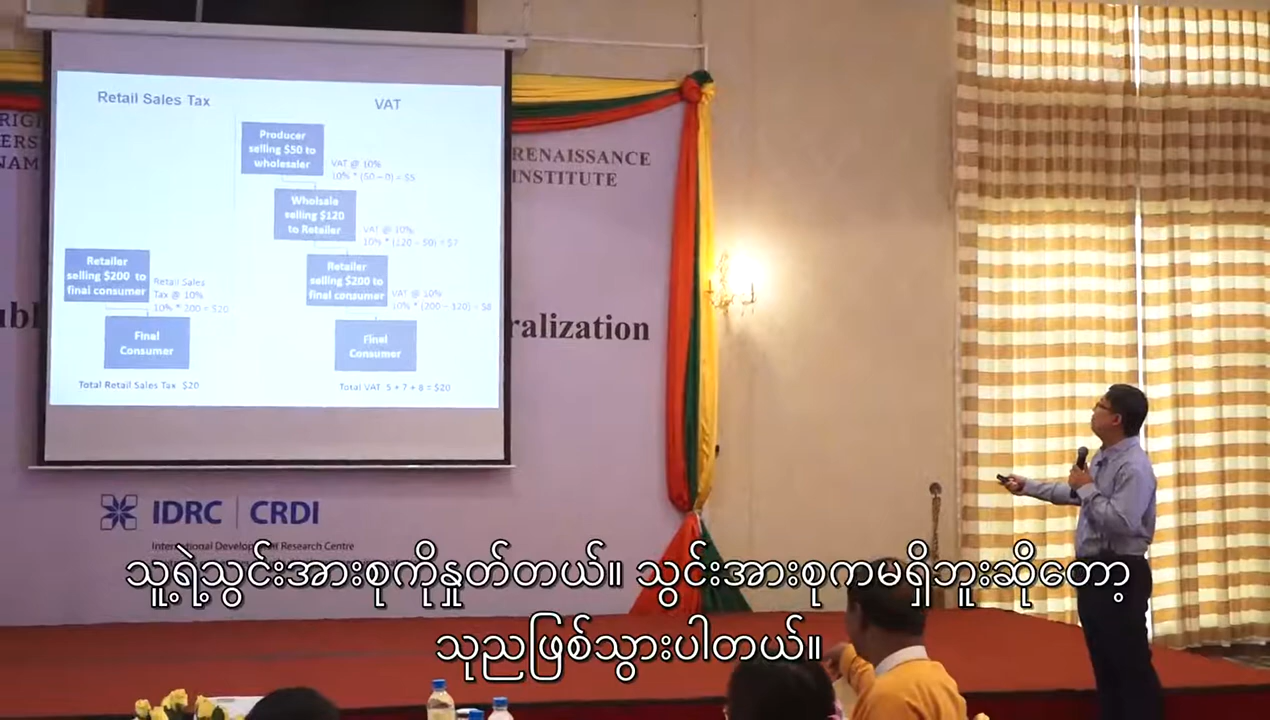 Retail Sales Tax
VAT
Producer
selling $50 to
wholesaler
VAT @ 10%
10% * (50 – 0) = $5
Wholsale
selling $120
to Retailer
VAT @ 10%
10% * (120 – 50) = $7
Retailer
selling $200 to
final consumer
Retail Sales
Tax @ 10%
10% * 200 = $20
Retailer
selling $200 to
final consumer
VAT @ 10%
10% * (200 – 120) = $8
Final
Consumer
Final
Consumer
Total Retail Sales Tax $20
Total VAT 5 + 7 + 8 = $20
RENAISSANCE
INSTITUTE
ralization
IDRC | CRDI
International Development Research Centre
သူ့ရဲ့သွင်းအားစုကိုနှုတ်တယ်။ သွင်းအားစုကမရှိဘူးဆိုတော့
သုညဖြစ်သွားပါတယ်။